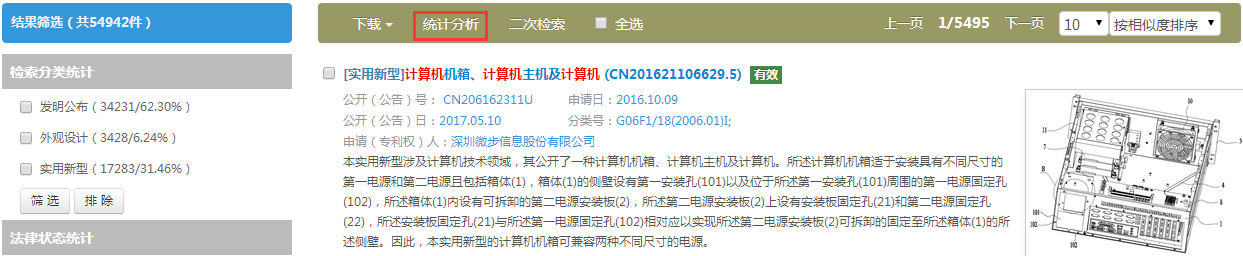 结果筛选（共54942件）
检索分类统计
发明公布（34231/62.30%）
外观设计（3428/6.24%）
实用新型（17283/31.46%）
筛 选 排 除
法律状态统计
下载 统计分析 二次检索 全选 上一页 1/5495 下一页 10 按相似度排序
[实用新型]计算机机箱、计算机主机及计算机 (CN201621106629.5) 有效
公开（公告）号： CN206162311U 申请日：2016.10.09
公开（公告）日：2017.05.10 分类号：G06F1/18(2006.01)I;
申请（专利权）人：深圳微步信息股份有限公司
本实用新型涉及计算机技术领域，其公开了一种计算机机箱、计算机主机及计算机。所述计算机机箱适于安装具有不同尺寸的
第一电源和第二电源且包括箱体(1)，箱体(1)的侧壁设有第一安装孔(101)以及位于所述第一安装孔(101)周围的第一电源固定孔
(102)，所述箱体(1)内设有可拆卸的第二电源安装板(2)，所述第二电源安装板(2)上设有安装板固定孔(21)和第二电源固定孔
(22)，所述安装板固定孔(21)与所述第一电源固定孔(102)相对应以实现所述第二电源安装板(2)可拆卸的固定至所述箱体(1)的所
述侧壁。因此，本实用新型的计算机机箱可兼容两种不同尺寸的电源。
10
11
3
7
4
8
B
101
102
102
1